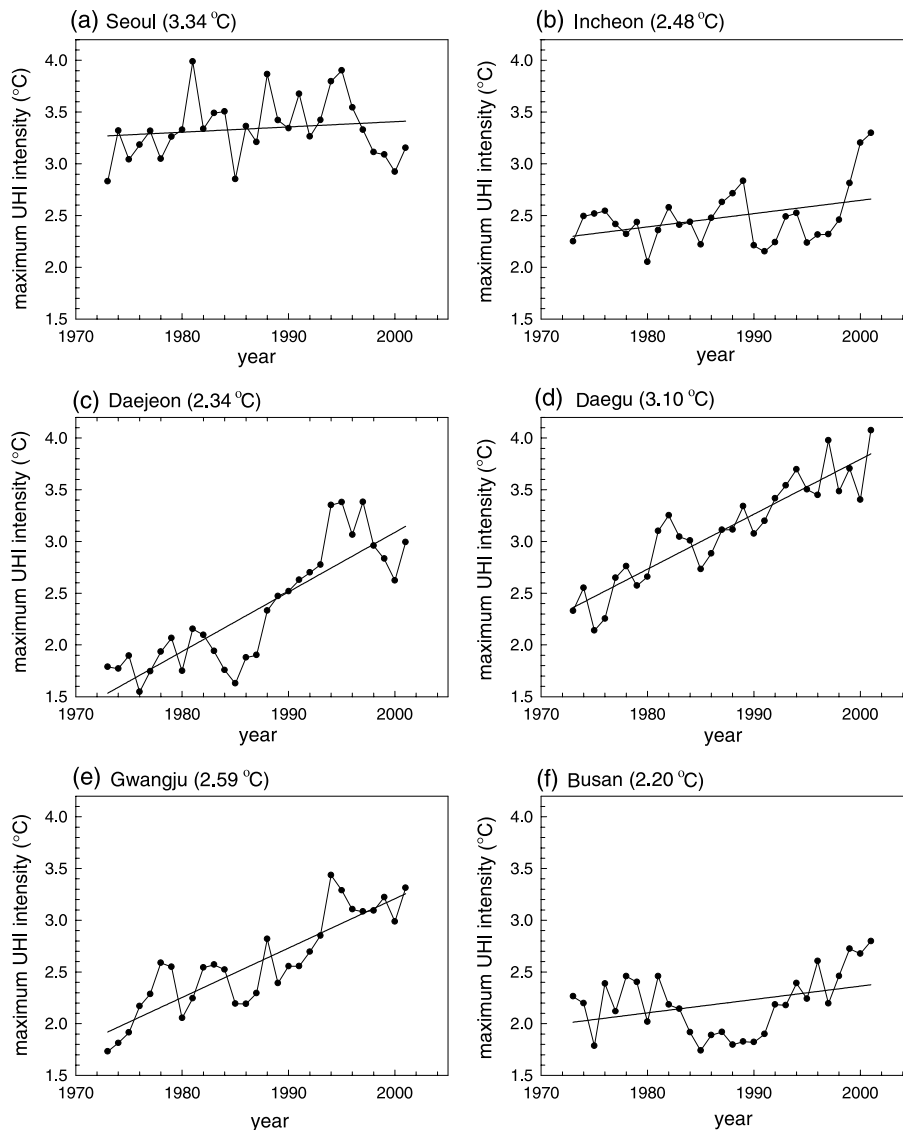 (a) Seoul (3.34 °C)
maximum UHI intensity (°C)
4.0
3.5
3.0
2.5
2.0
1.5
1970 1980 1990 2000
year
(b) Incheon (2.48 °C)
maximum UHI intensity (°C)
4.0
3.5
3.0
2.5
2.0
1.5
1970 1980 1990 2000
year
(c) Daejeon (2.34 °C)
maximum UHI intensity (°C)
4.0
3.5
3.0
2.5
2.0
1.5
1970 1980 1990 2000
year
(d) Daegu (3.10 °C)
maximum UHI intensity (°C)
4.0
3.5
3.0
2.5
2.0
1.5
1970 1980 1990 2000
year
(e) Gwangju (2.59 °C)
maximum UHI intensity (°C)
4.0
3.5
3.0
2.5
2.0
1.5
1970 1980 1990 2000
year
(f) Busan (2.20 °C)
maximum UHI intensity (°C)
4.0
3.5
3.0
2.5
2.0
1.5
1970 1980 1990 2000
year